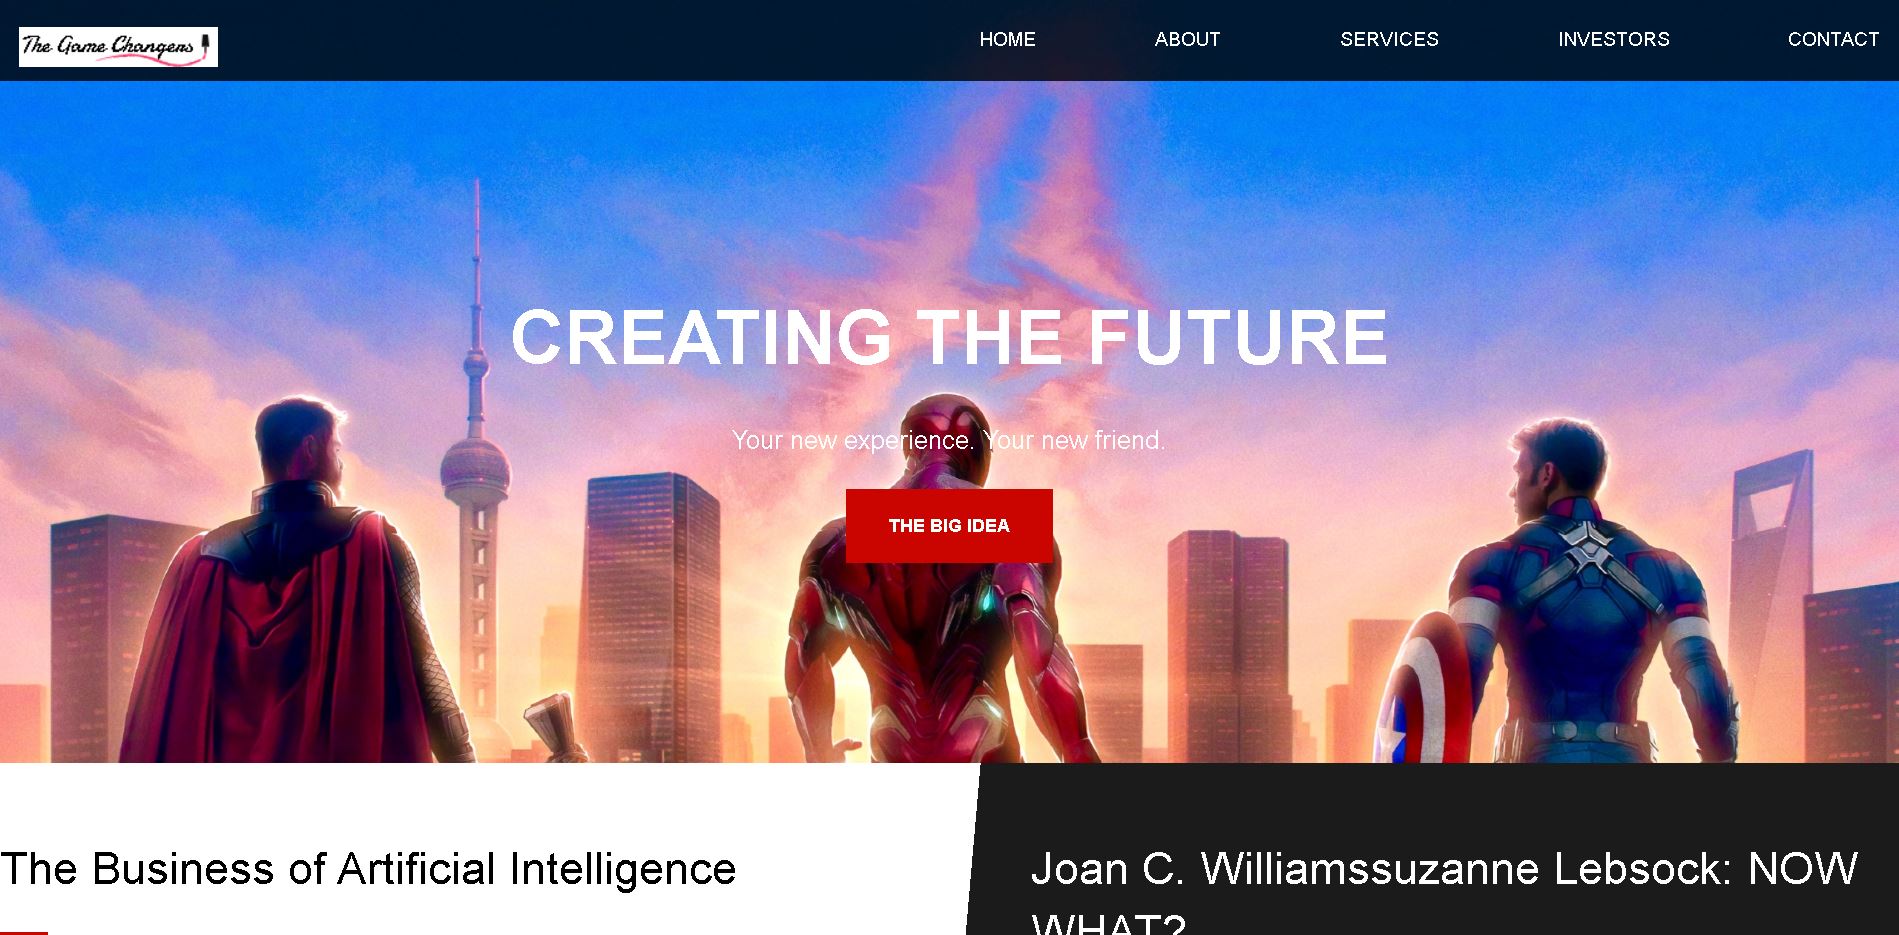 The Game Changers
HOME ABOUT SERVICES INVESTORS CONTACT
CREATING THE FUTURE
Your new experience. Your new friend.
THE BIG IDEA
The Business of Artificial Intelligence
Joan C. Williamssuzanne Lebsock: NOW
WHAT?